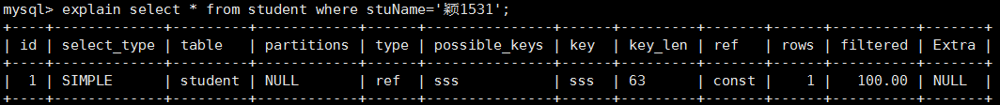 mysql> explain select * from student where stuName='颖1531';
+----+-------------+---------+------------+------+---------------+------+---------+-------+------+----------+-------+
| id | select_type | table   | partitions | type | possible_keys | key  | key_len | ref   | rows | filtered | Extra |
+----+-------------+---------+------------+------+---------------+------+---------+-------+------+----------+-------+
|  1 | SIMPLE      | student | NULL       | ref  | sss           | sss  | 63      | const |    1 |   100.00 | NULL  |
+----+-------------+---------+------------+------+---------------+------+---------+-------+------+----------+-------+